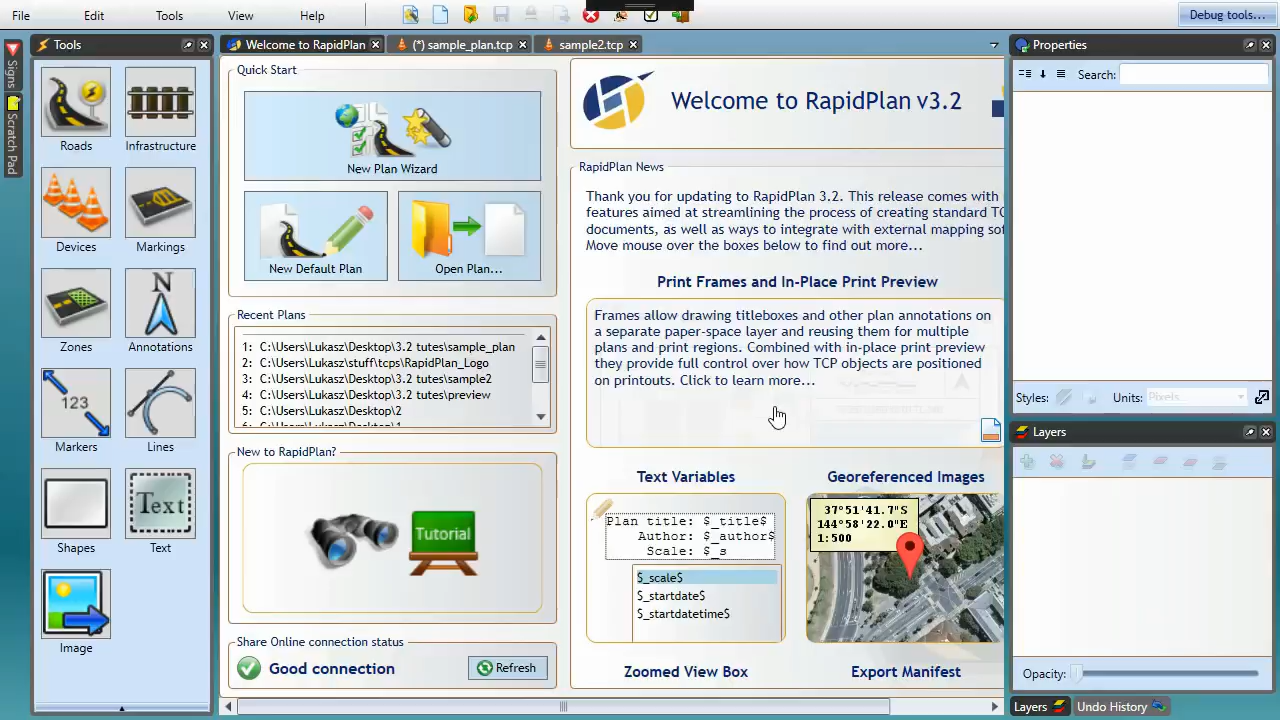 File Edit Tools View Help Debug tools...
Signs
Scratch Pad
Tools
Roads Infrastructure
Devices Markings
Zones Annotations
N
123
Markers Lines
Text
Shapes Text
Image
Welcome to RapidPlan (*) sample_plan.tcp sample2.tcp
Quick Start
New Plan Wizard
New Default Plan Open Plan...
Recent Plans
1: C:\Users\Lukasz\Desktop\3.2 tutes\sample_plan
2: C:\Users\Lukasz\stuff\tcps\RapidPlan_Logo
3: C:\Users\Lukasz\Desktop\3.2 tutes\sample2
4: C:\Users\Lukasz\Desktop\3.2 tutes\preview
5: C:\Users\Lukasz\Desktop\2
New to RapidPlan?
Tutorial
Share Online connection status
Good connection Refresh
Welcome to RapidPlan v3.2
RapidPlan News
Thank you for updating to RapidPlan 3.2. This release comes with
features aimed at streamlining the process of creating standard TC
documents, as well as ways to integrate with external mapping so
Move mouse over the boxes below to find out more...
Print Frames and In-Place Print Preview
Frames allow drawing titleboxes and other plan annotations on
a separate paper-space layer and reusing them for multiple
plans and print regions. Combined with in-place print preview
they provide full control over how TCP objects are positioned
on printouts. Click to learn more...
Text Variables Georeferenced Images
Plan title: $_title$
Author: $_author$
Scale: $_s
$_scale$
$_startdate$
$_startdatetime$
37°51'41.7"S
144°58'22.0"E
1:500
Zoomed View Box Export Manifest
Properties
Search:
Styles: Units: Pixels
Layers
Opacity:
Layers Undo History